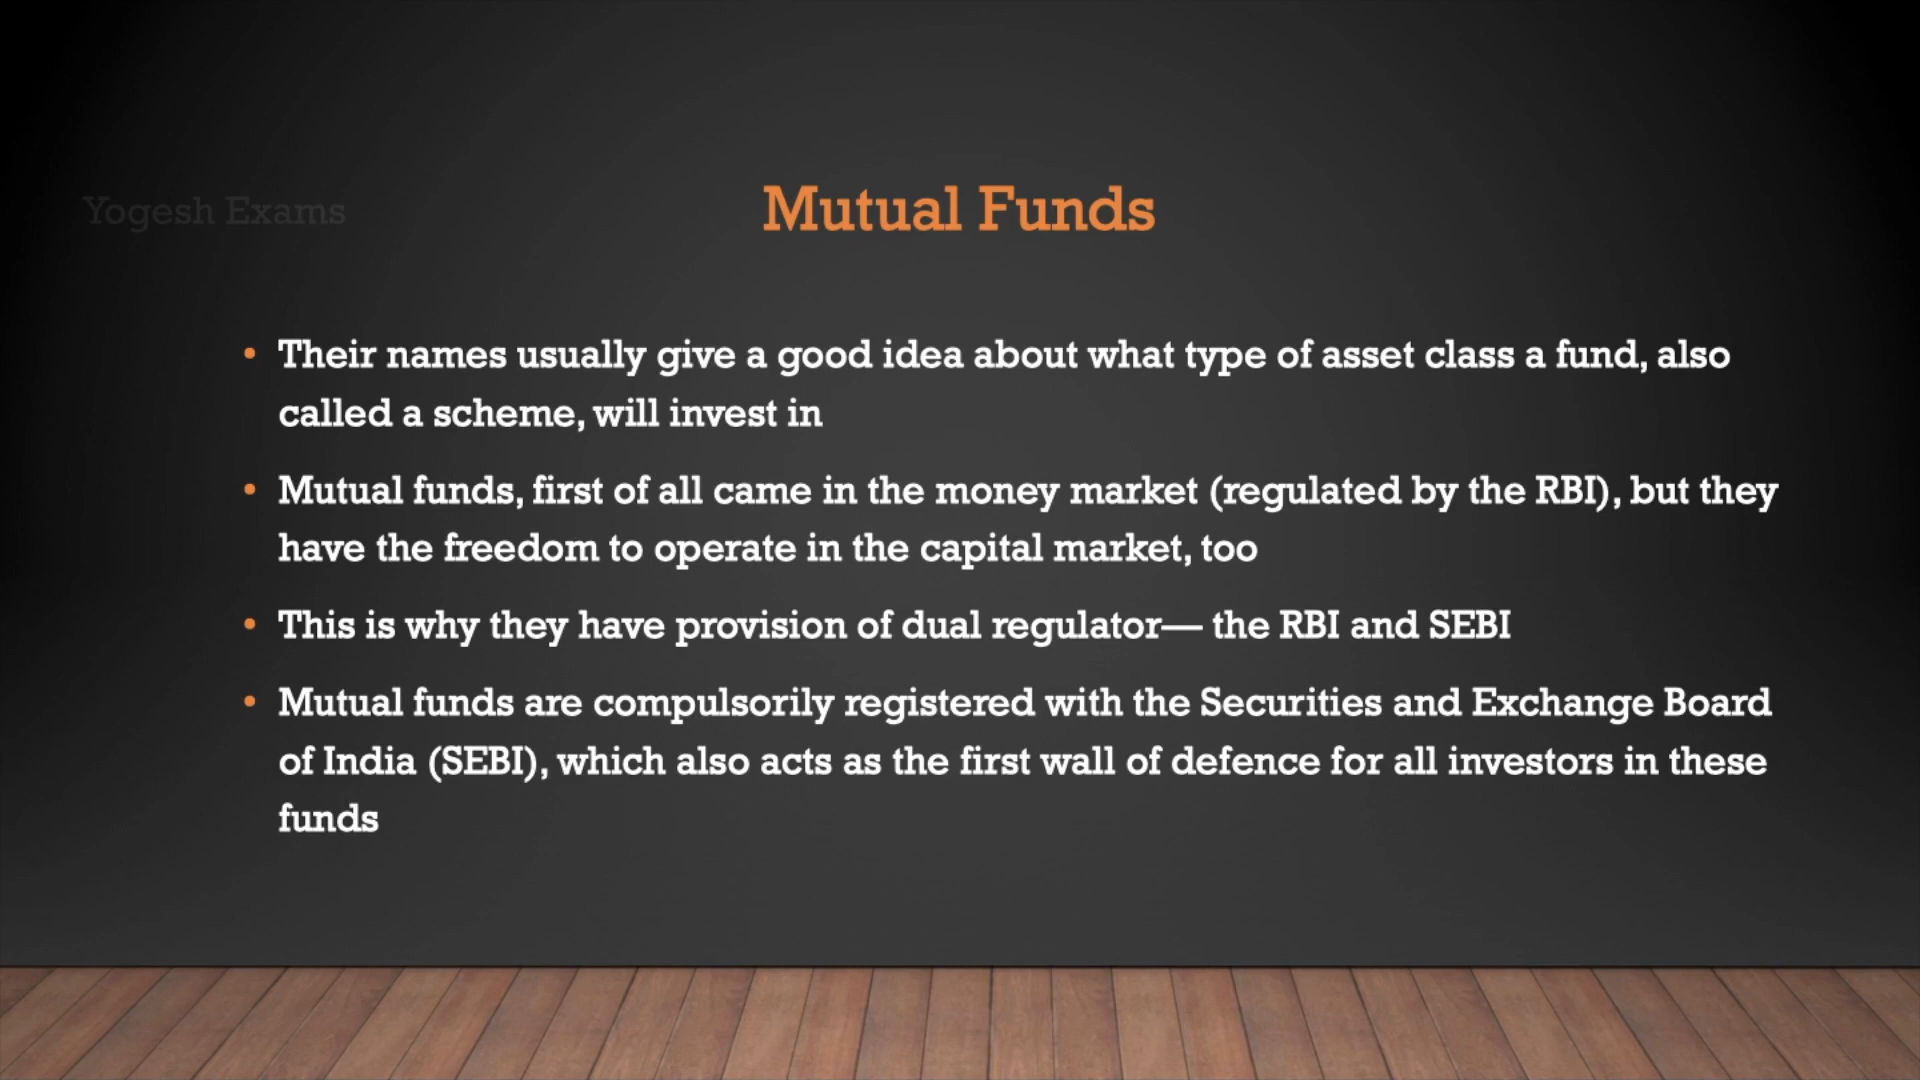 Yogesh Exams
Mutual Funds
• Their names usually give a good idea about what type of asset class a fund, also
called a scheme, will invest in
• Mutual funds, first of all came in the money market (regulated by the RBI), but they
have the freedom to operate in the capital market, too
• This is why they have provision of dual regulator— the RBI and SEBI
• Mutual funds are compulsorily registered with the Securities and Exchange Board
of India (SEBI), which also acts as the first wall of defence for all investors in these
funds